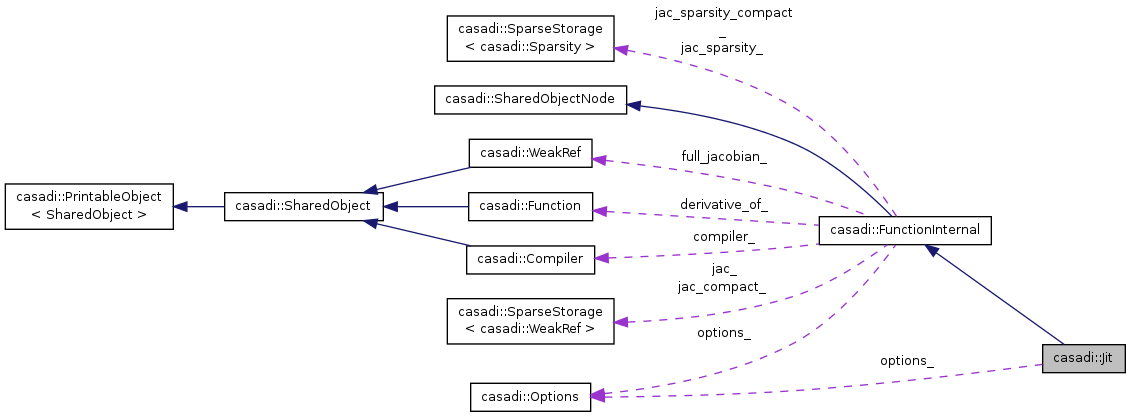 jac_sparsity_compact
_
jac_sparsity_
casadi::SparseStorage
< casadi::Sparsity >
casadi::SharedObjectNode
casadi::WeakRef
full_jacobian_
casadi::PrintableObject
< SharedObject >
casadi::SharedObject
casadi::Function
derivative_of_
casadi::FunctionInternal
compiler_
casadi::Compiler
jac_
jac_compact_
casadi::SparseStorage
< casadi::WeakRef >
options_
casadi::Jit
options_
casadi::Options